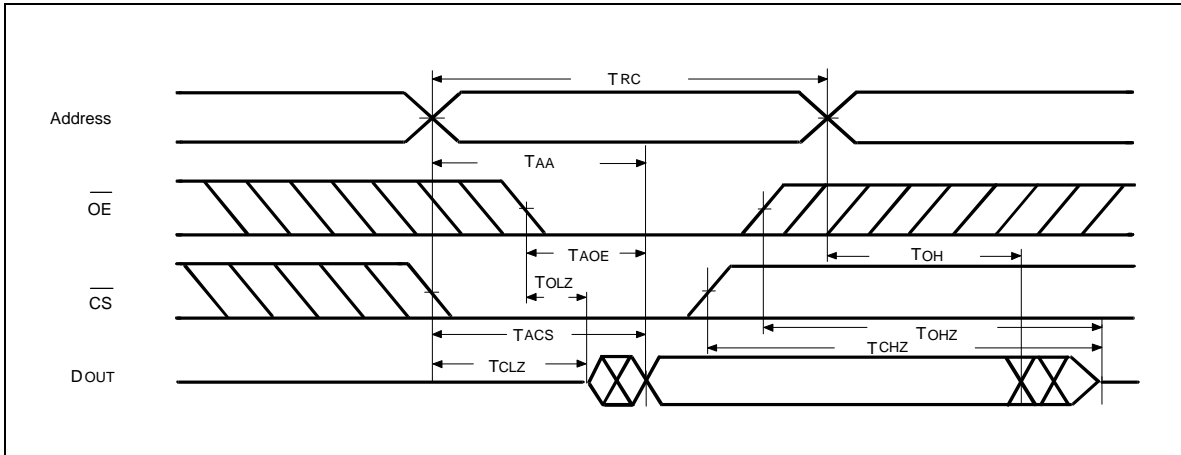 TRC
Address
TAA
OE
TAOE
TOH
TOLZ
CS
TACS
TOHZ
TCHZ
TCLZ
DOUT